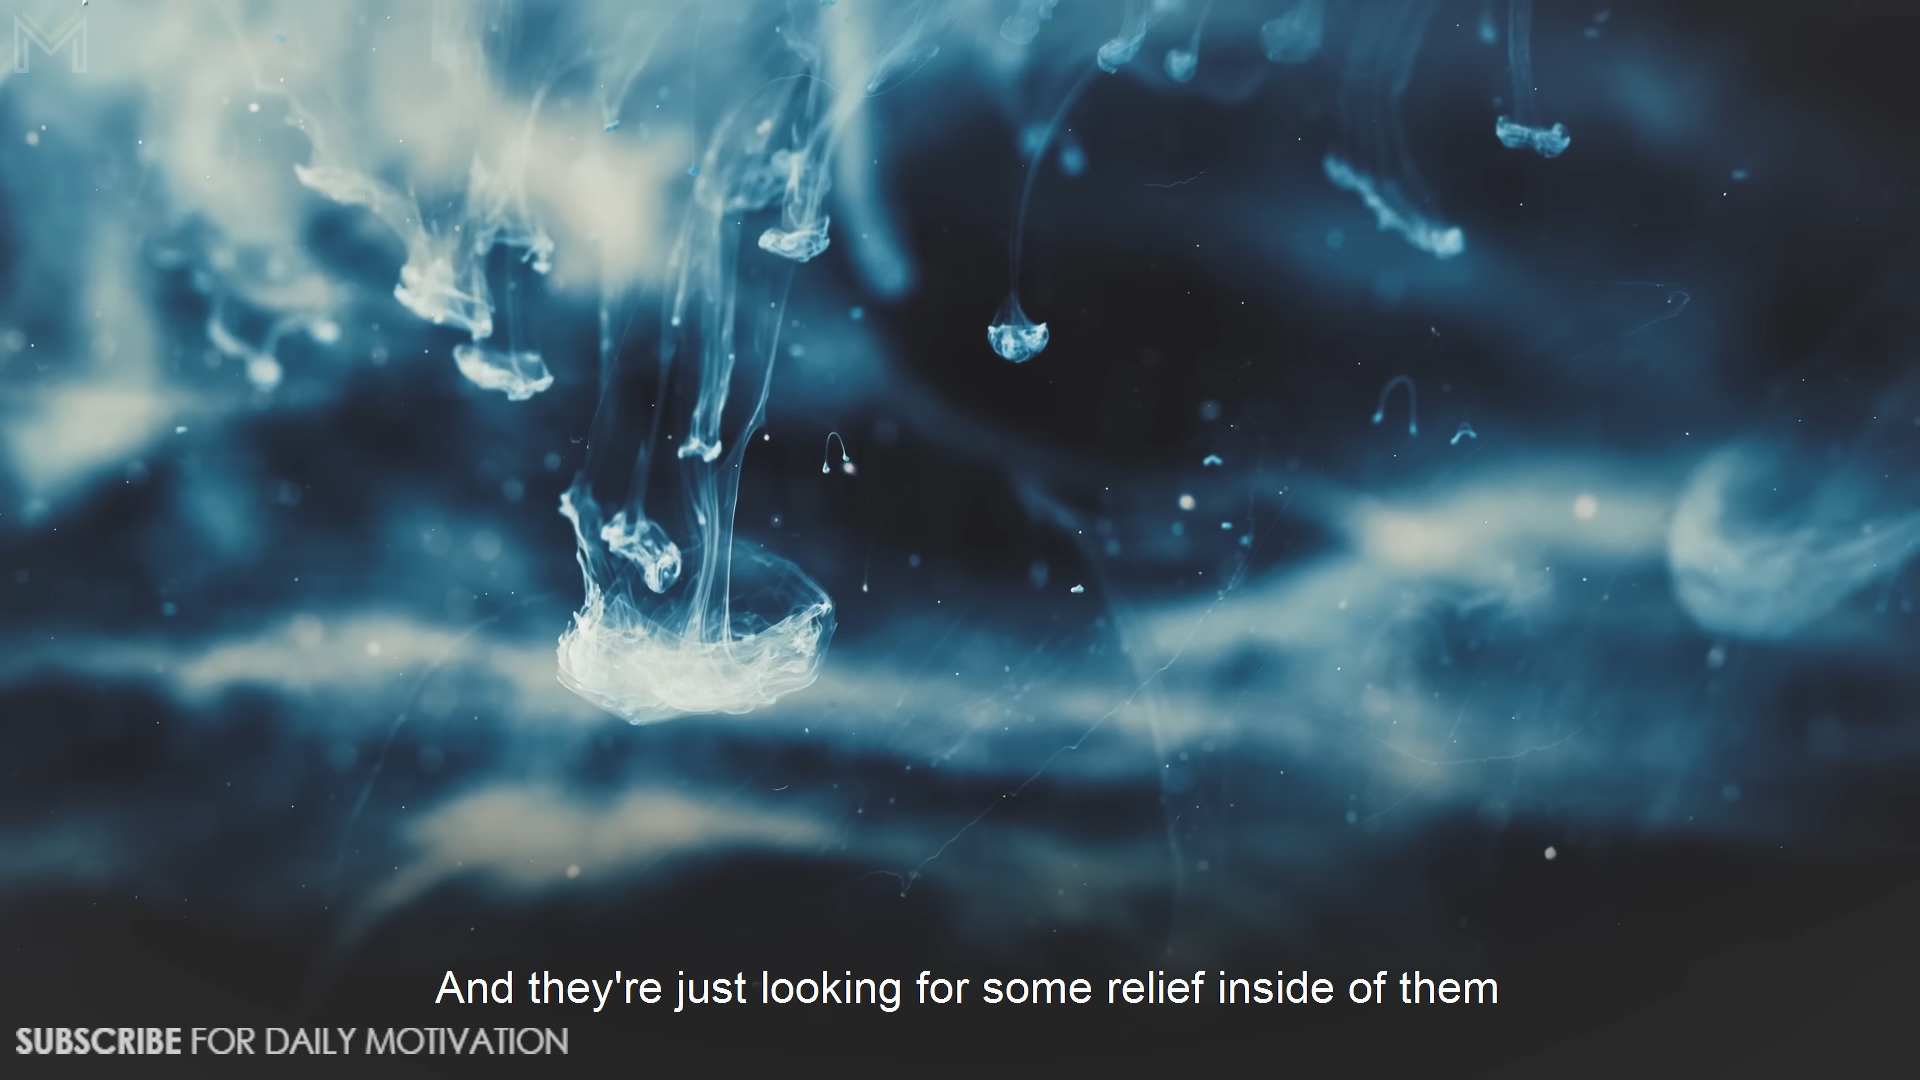 M
And they're just looking for some relief inside of them
SUBSCRIBE FOR DAILY MOTIVATION